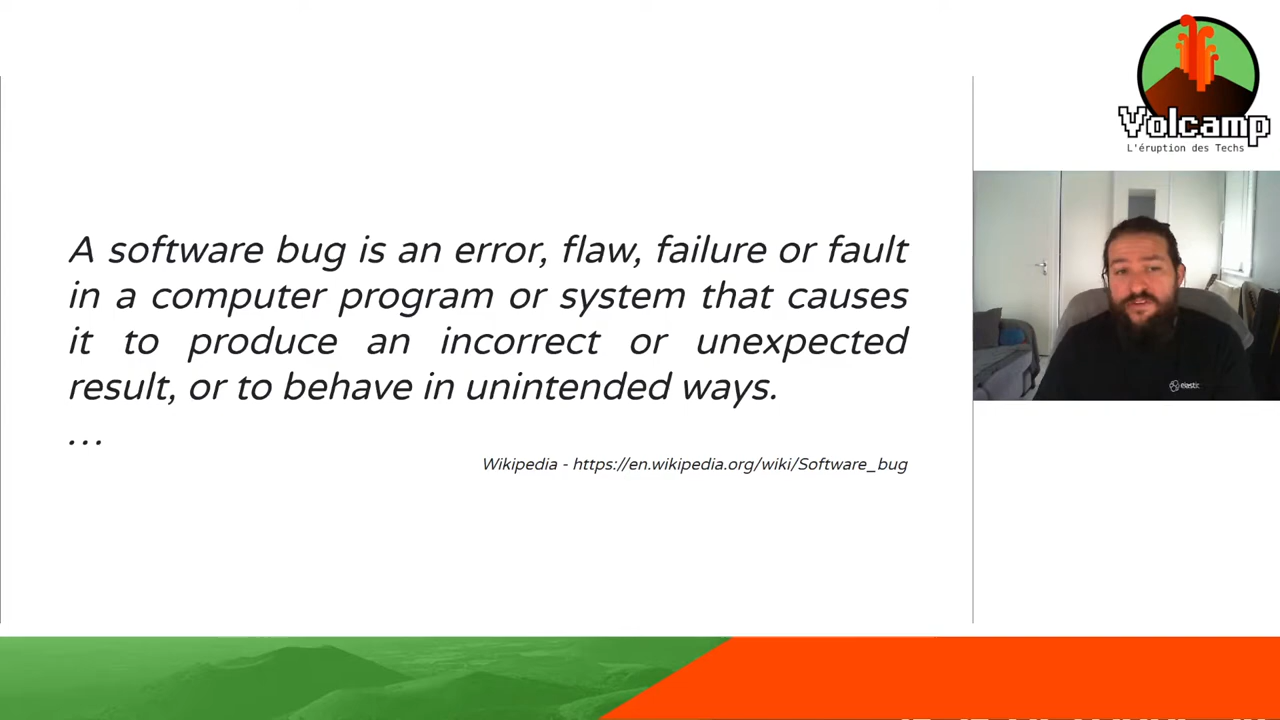 Volcamp
L'éruption des Techs
A software bug is an error, flaw, failure or fault
in a computer program or system that causes
it to produce an incorrect or unexpected
result, or to behave in unintended ways.
...
Wikipedia - https://en.wikipedia.org/wiki/Software_bug
elastic